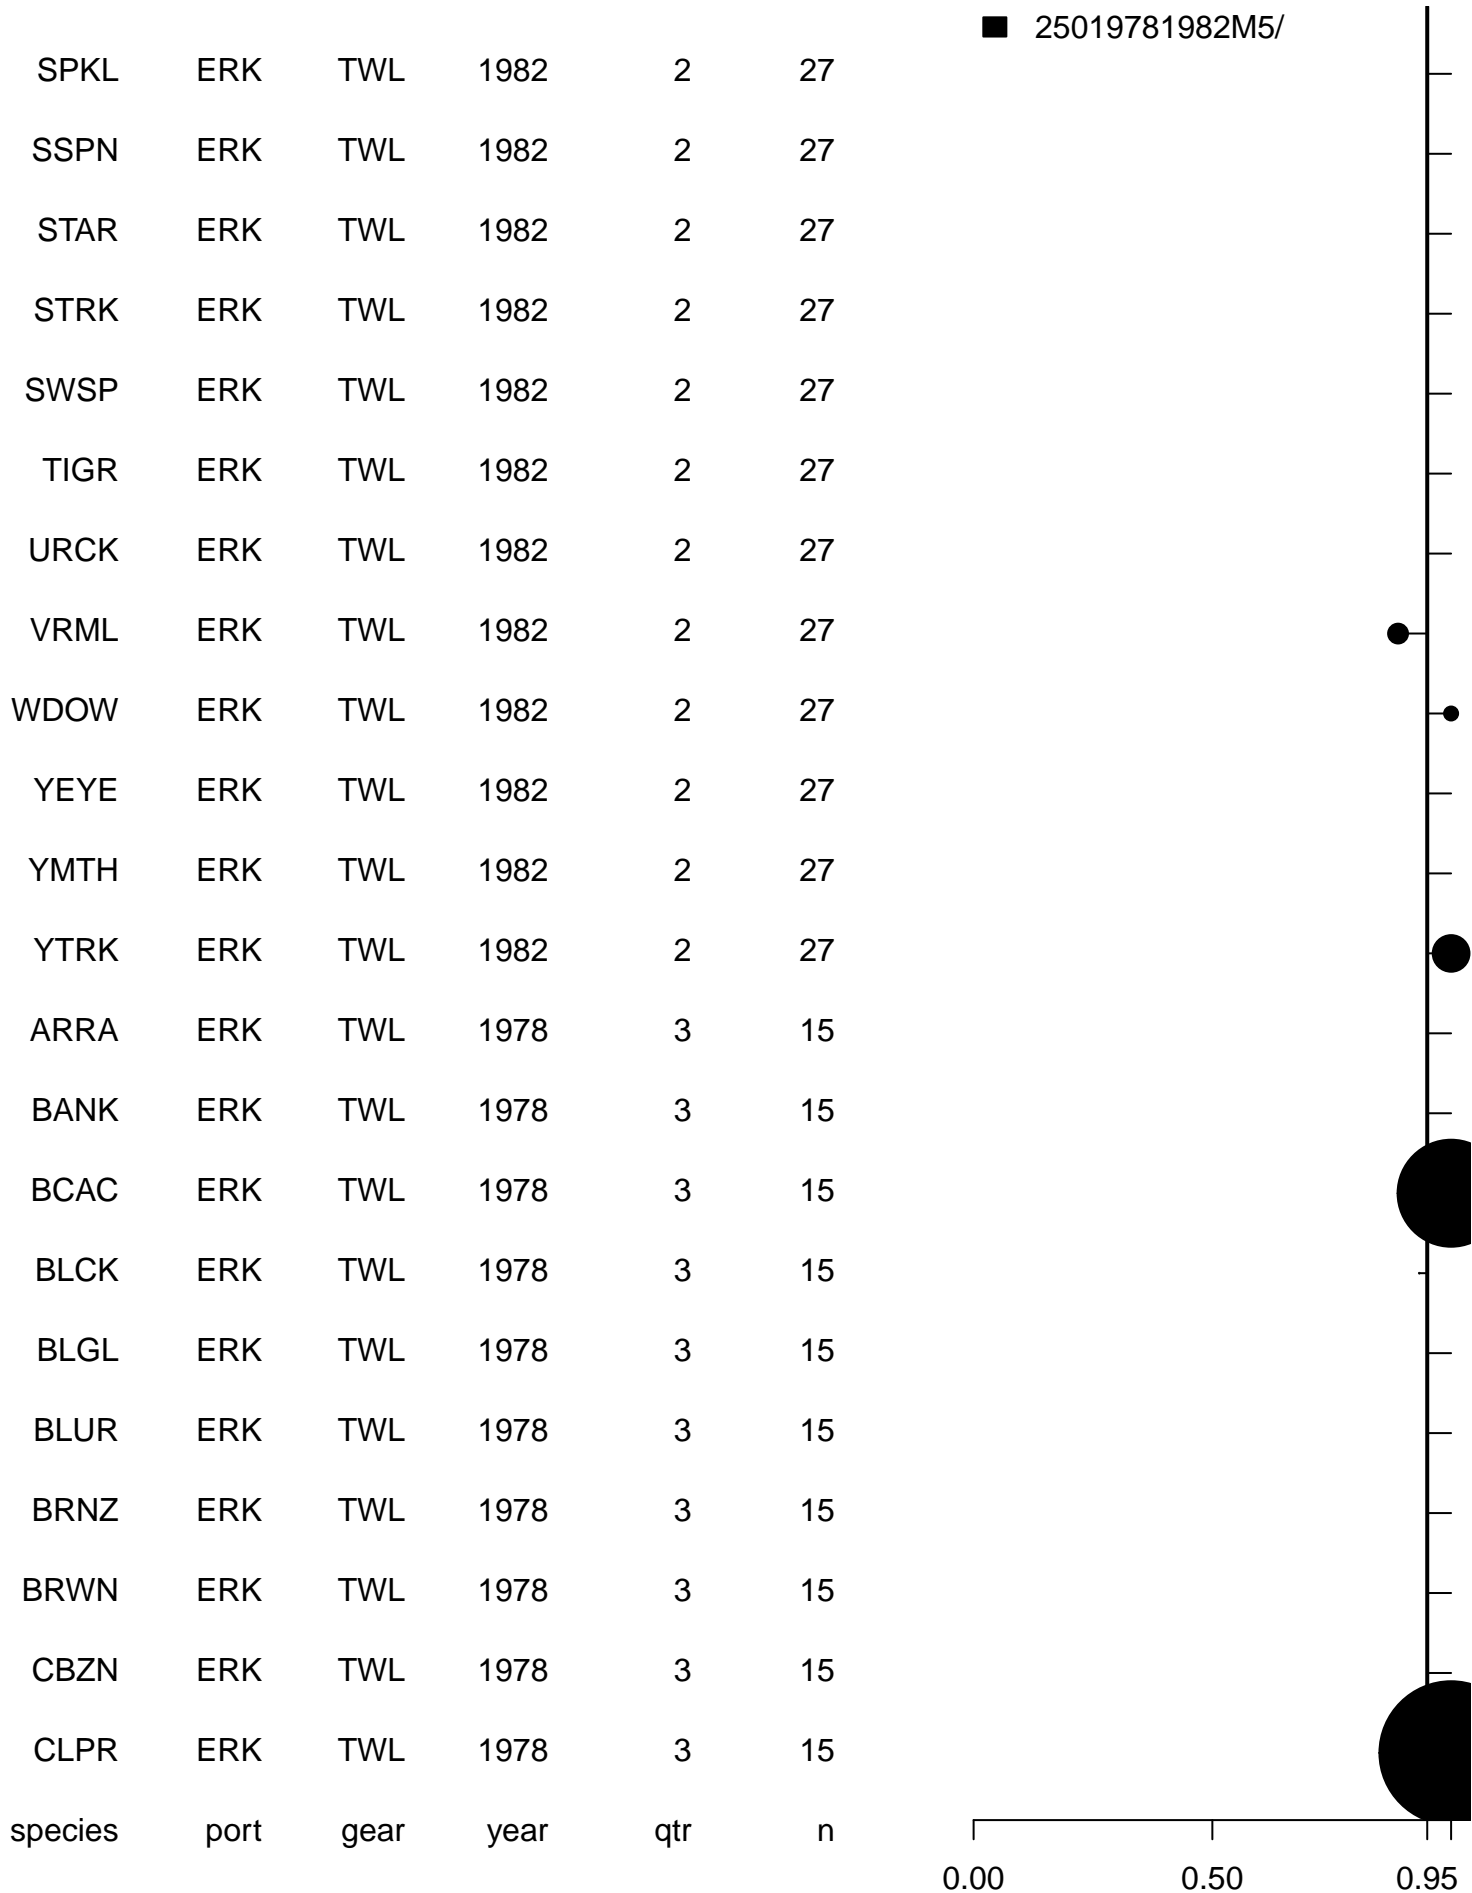 25019781982M5/
SPKL ERK TWL 1982 2 27
SSPN ERK TWL 1982 2 27
STAR ERK TWL 1982 2 27
STRK ERK TWL 1982 2 27
SWSP ERK TWL 1982 2 27
TIGR ERK TWL 1982 2 27
URCK ERK TWL 1982 2 27
VRML ERK TWL 1982 2 27
WDOW ERK TWL 1982 2 27
YEYE ERK TWL 1982 2 27
YMTH ERK TWL 1982 2 27
YTRK ERK TWL 1982 2 27
ARRA ERK TWL 1978 3 15
BANK ERK TWL 1978 3 15
BCAC ERK TWL 1978 3 15
BLCK ERK TWL 1978 3 15
BLGL ERK TWL 1978 3 15
BLUR ERK TWL 1978 3 15
BRNZ ERK TWL 1978 3 15
BRWN ERK TWL 1978 3 15
CBZN ERK TWL 1978 3 15
CLPR ERK TWL 1978 3 15
species port gear year qtr n
0.00 0.50 0.95